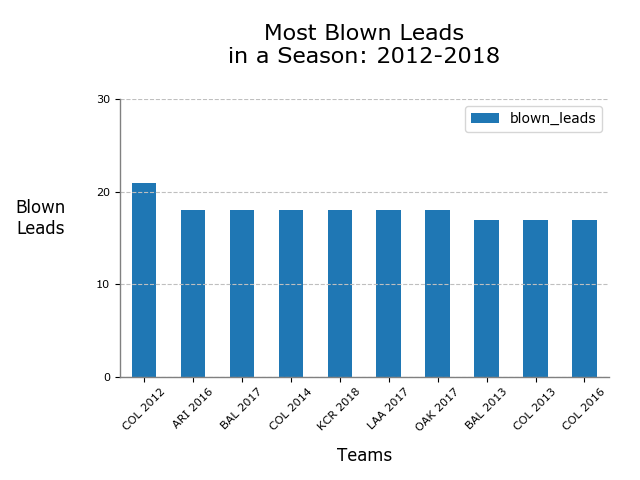 Most Blown Leads
in a Season: 2012-2018
30
blown_leads
20
Blown
Leads
10
0
COL 2012
ARI 2016
BAL 2017
COL 2014
KCR 2018
LAA 2017
OAK 2017
BAL 2013
COL 2013
COL 2016
Teams